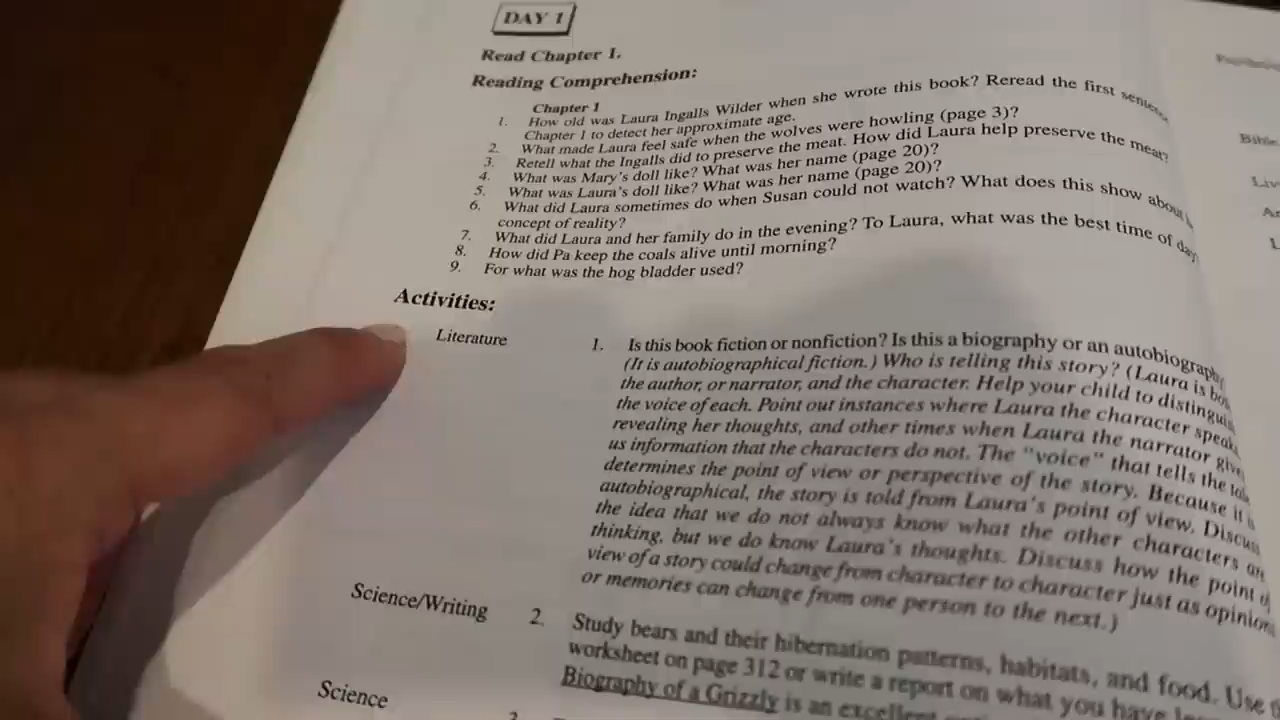 DAY 1
Read Chapter 1.
Reading Comprehension:
Chapter 1
1. How old was Laura Ingalls Wilder when she wrote this book? Reread the first
Chapter 1 to detect her approximate age.
2. What made Laura feel safe when the wolves were howling (page 3)?
3. Retell what the Ingalls did to preserve the meat. How did Laura help preserve the meat?
4. What was Mary's doll like? What was her name (page 20)?
5. What was Laura's doll like? What was her name (page 20)?
6. What did Laura sometimes do when Susan could not watch? What does this show about
concept of reality?
7. What did Laura and her family do in the evening? To Laura, what was the best time of day
8. How did Pa keep the coals alive until morning?
9. For what was the hog bladder used?
Activities:
Literature
1. Is this book fiction or nonfiction? Is this a biography or an autobiography
(It is autobiographical fiction.) Who is telling this story? (Laura is
the author, or narrator, and the character. Help your child to
the voice of each. Point out instances where Laura the character
revealing her thoughts, and other times when Laura the narrator
us information that the characters do not. The "voice" that tells the
determines the point of view or perspective of the story. Because it is
autobiographical, the story is told from Laura's point of view. Discuss
the idea that we do not always know what the other characters
thinking, but we do know Laura's thoughts. Discuss how the point
view of a story could change from character to character just as
or memories can change from one person to the next.)
Science/Writing
2. Study bears and their hibernation patterns, habitats, and food. Use
worksheet on page 312 or write a report on what you have
Biography of a Grizzly is an excellent
Science